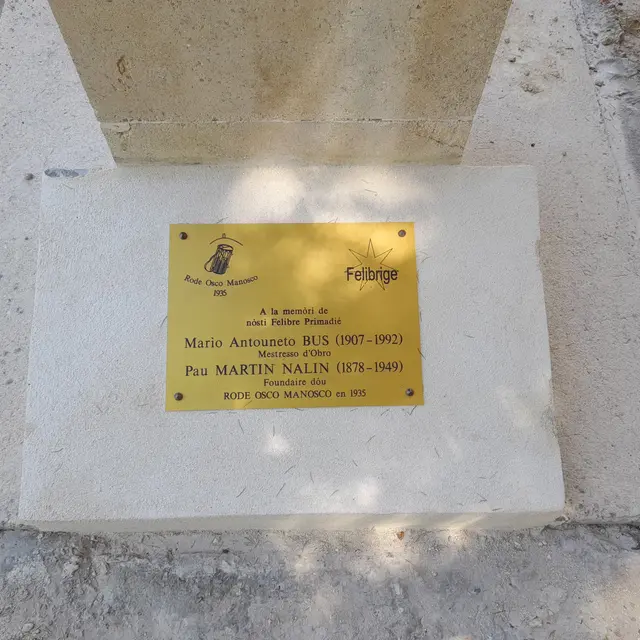 Rode Osco Manosco
1935
Felibrige
A la memòri de
nòsti Felibre Primadié
Mario Antouneto BUS (1907-1992)
Mestresso d'Obro
Pau MARTIN NALIN (1878-1949)
Foundaire dóu
RODE OSCO MANOSCO en 1935